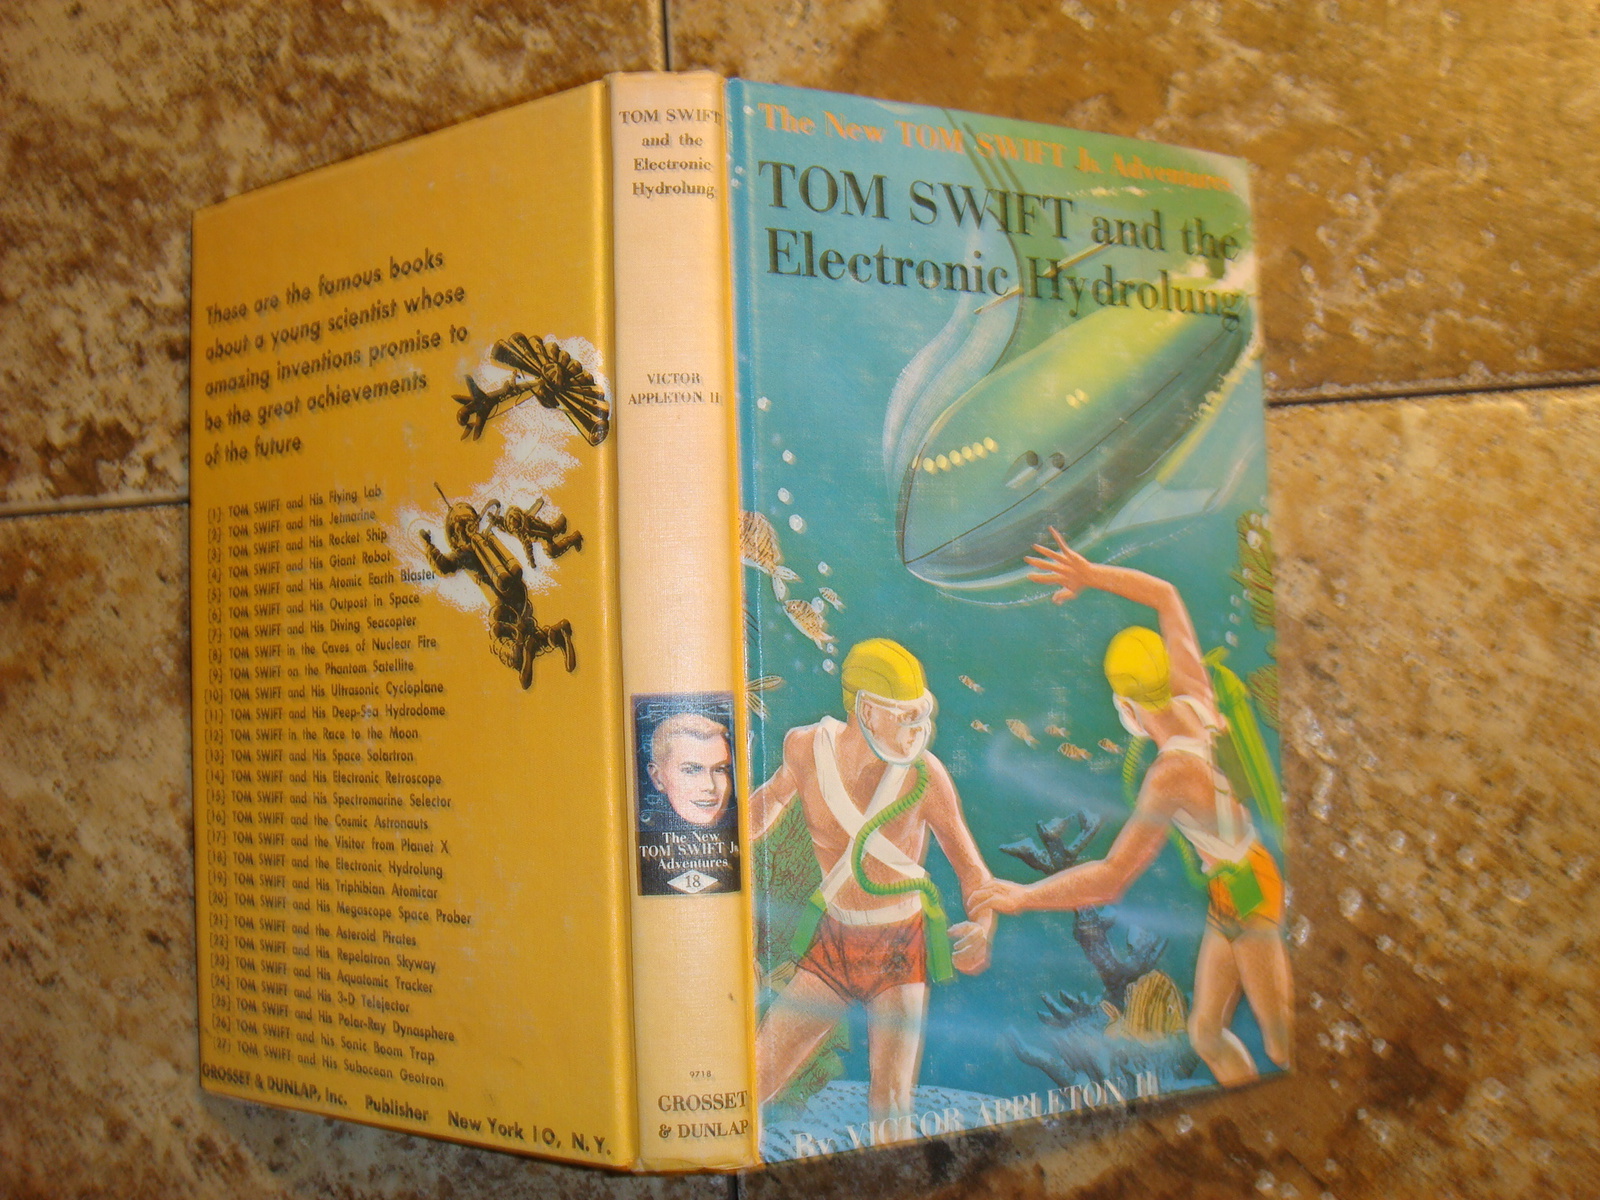 These are the famous books
about a young scientist whose
amazing inventions promise to
be the great achievements
of the future
[1] TOM SWIFT and His Flying Lab
[2] TOM SWIFT and His Jetmarine
[3] TOM SWIFT and His Rocket Ship
[4] TOM SWIFT and His Giant Robot
[5] TOM SWIFT and His Atomic Earth Blaster
[6] TOM SWIFT and His Outpost in Space
[7] TOM SWIFT and His Diving Seacopter
[8] TOM SWIFT in the Caves of Nuclear Fire
[9] TOM SWIFT on the Phantom Satellite
[10] TOM SWIFT and His Ultrasonic Cycloplane
[11] TOM SWIFT and His Deep-Sea Hydrodome
[12] TOM SWIFT in the Race to the Moon
[13] TOM SWIFT and His Space Solartron
[14] TOM SWIFT and His Electronic Retroscope
[15] TOM SWIFT and His Spectromarine Selector
[16] TOM SWIFT and the Cosmic Astronauts
[17] TOM SWIFT and the Visitor from Planet X
[18] TOM SWIFT and the Electronic Hydrolung
[19] TOM SWIFT and His Triphibian Atomicar
[20] TOM SWIFT and His Megascope Space Prober
[21] TOM SWIFT and the Asteroid Pirates
[22] TOM SWIFT and His Repelatron Skyway
[23] TOM SWIFT and His Aquatomic Tracker
[24] TOM SWIFT and His 3-D Telejector
[25] TOM SWIFT and His Polar-Ray Dynasphere
[26] TOM SWIFT and his Sonic Boom Trap
[27] TOM SWIFT and His Subocean Geotron
GROSSET & DUNLAP, Inc. Publisher New York 10, N.Y.
TOM SWIFT
and the
Electronic
Hydrolung
VICTOR
APPLETON II
The New
TOM SWIFT Jr.
Adventures
18
9718
GROSSET
& DUNLAP
The New TOM SWIFT Jr. Adventures
TOM SWIFT and the
Electronic Hydrolung
By VICTOR APPLETON II